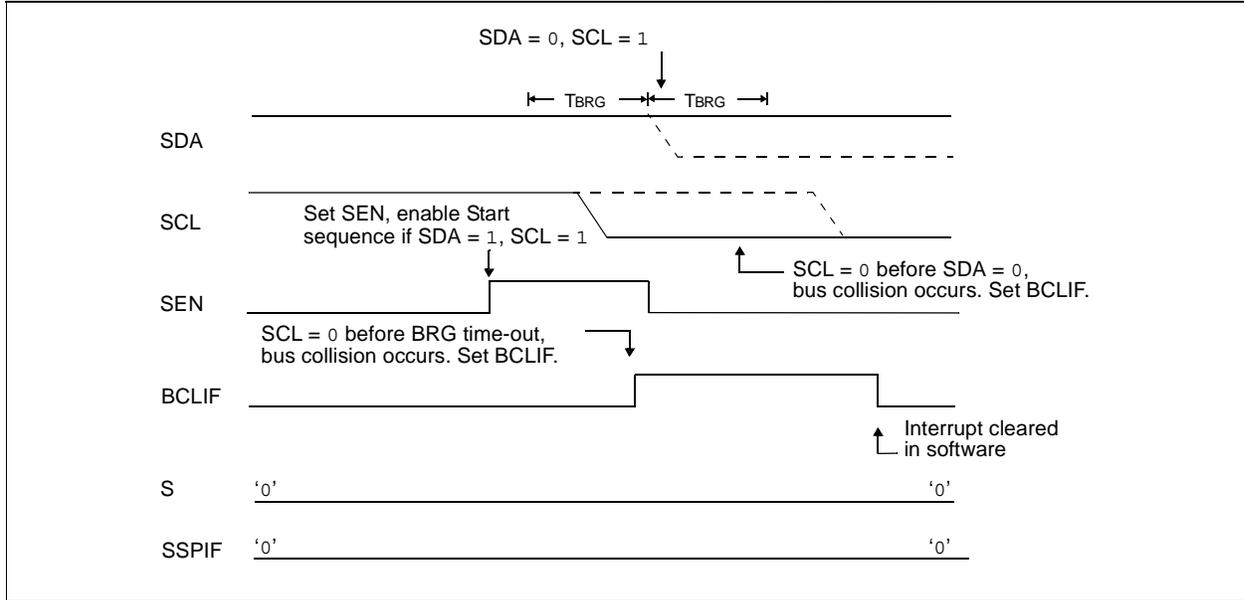 SDA = 0, SCL = 1
TBRG TBRG
SDA
SCL
Set SEN, enable Start
sequence if SDA = 1, SCL = 1
SCL = 0 before SDA = 0,
bus collision occurs. Set BCLIF.
SEN
SCL = 0 before BRG time-out,
bus collision occurs. Set BCLIF.
BCLIF
Interrupt cleared
in software
S ‘0’ ‘0’
SSPIF ‘0’ ‘0’